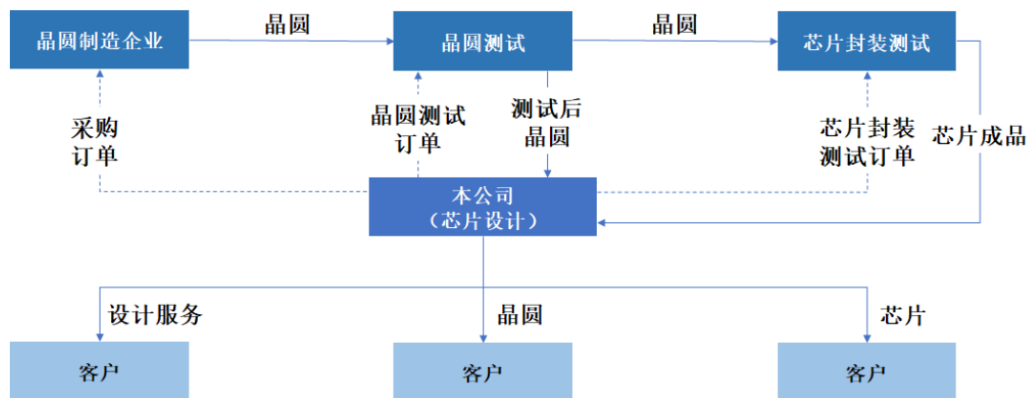 晶圆
晶圆
晶圆制造企业
晶圆测试
芯片封装测试
采购
订单
晶圆测试
订单
测试后
晶圆
芯片封装
测试订单
芯片成品
本公司
（芯片设计）
设计服务
晶圆
芯片
客户
客户
客户